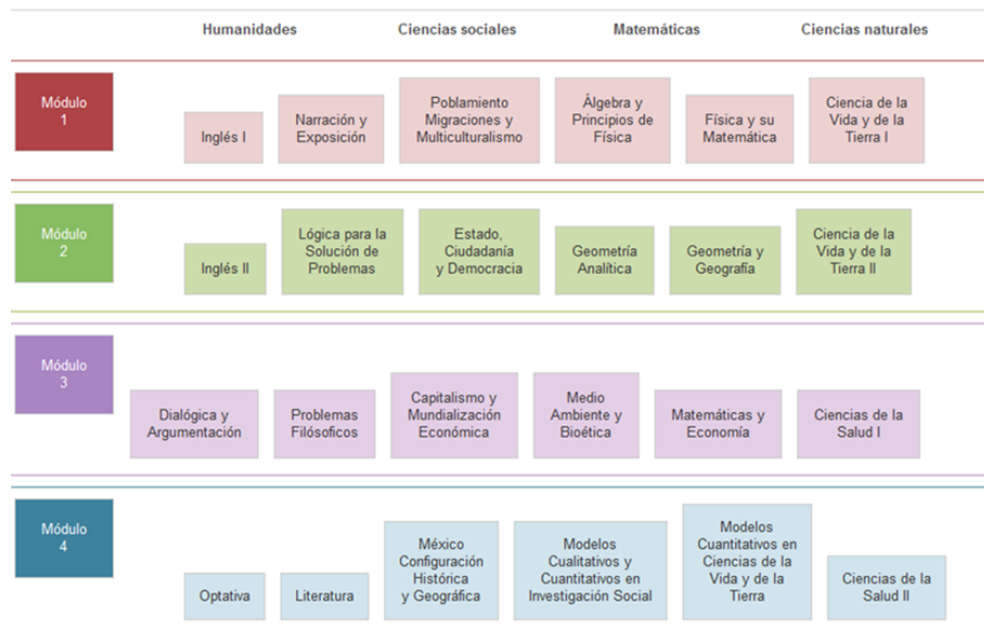 Humanidades
Ciencias sociales
Matemáticas
Ciencias naturales
Módulo
1
Inglés I
Narración y
Exposición
Poblamiento
Migraciones y
Multiculturalismo
Álgebra y
Principios de
Física
Física y su
Matemática
Ciencia de la
Vida y de la
Tierra I
Módulo
2
Inglés II
Lógica para la
Solución de
Problemas
Estado,
Ciudadanía
y Democracia
Geometría
Analítica
Geometría y
Geografía
Ciencia de la
Vida y de la
Tierra II
Módulo
3
Dialógica y
Argumentación
Problemas
Filósoficos
Capitalismo y
Mundialización
Económica
Medio
Ambiente y
Bioética
Matemáticas y
Economía
Ciencias de la
Salud I
Módulo
4
Optativa
Literatura
México
Configuración
Histórica
y Geográfica
Modelos
Cualitativos y
Cuantitativos en
Investigación Social
Modelos
Cuantitativos en
Ciencias de la
Vida y de la
Tierra
Ciencias de la
Salud II